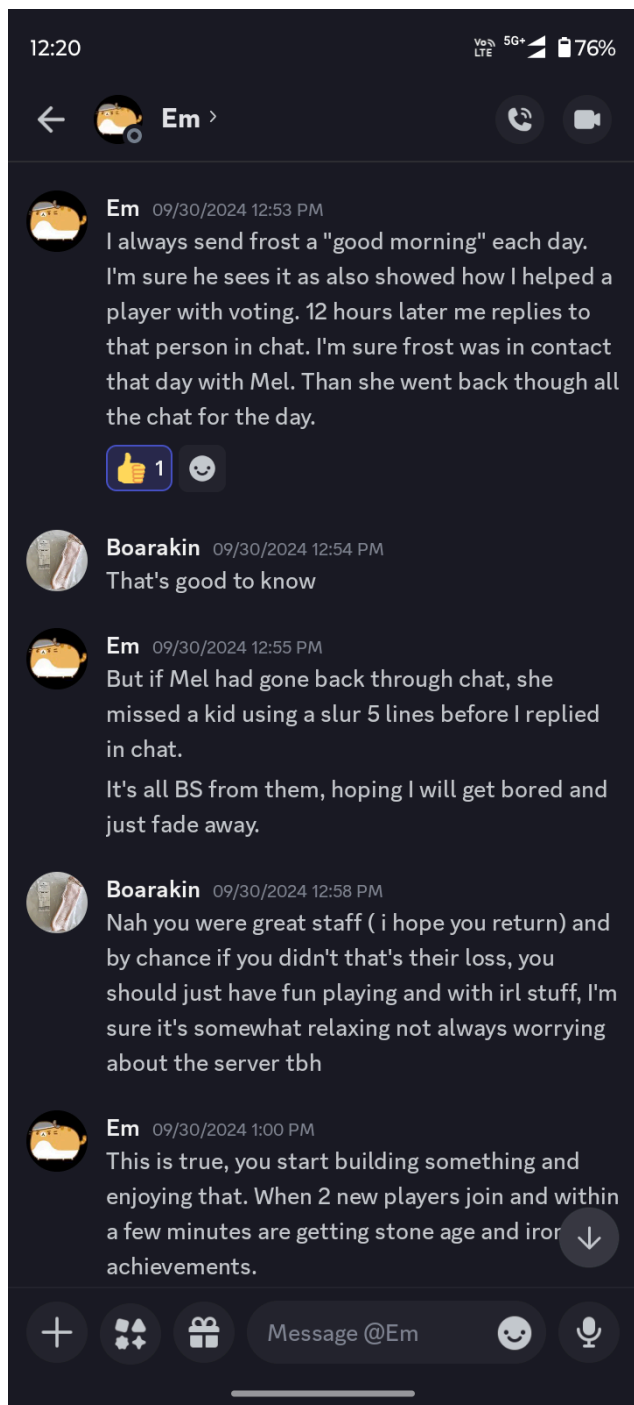 12:20
Vo LTE 5G+ 76%
Em
Em 09/30/2024 12:53 PM
I always send frost a "good morning" each day.
I'm sure he sees it as also showed how I helped a
player with voting. 12 hours later me replies to
that person in chat. I'm sure frost was in contact
that day with Mel. Than she went back though all
the chat for the day.
1
Boarakin 09/30/2024 12:54 PM
That's good to know
Em 09/30/2024 12:55 PM
But if Mel had gone back through chat, she
missed a kid using a slur 5 lines before I replied
in chat.
It's all BS from them, hoping I will get bored and
just fade away.
Boarakin 09/30/2024 12:58 PM
Nah you were great staff ( i hope you return) and
by chance if you didn't that's their loss, you
should just have fun playing and with irl stuff, I'm
sure it's somewhat relaxing not always worrying
about the server tbh
Em 09/30/2024 1:00 PM
This is true, you start building something and
enjoying that. When 2 new players join and within
a few minutes are getting stone age and iron
achievements.
Message @Em